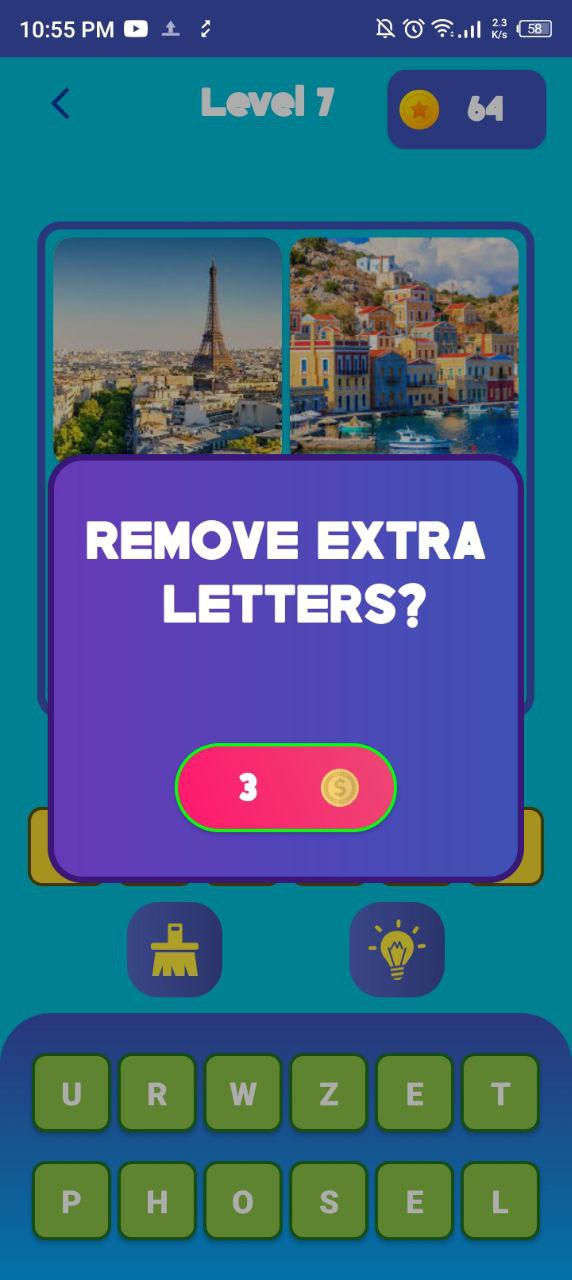 10:55 PM
2.3
K/s
58
Level 7
64
REMOVE EXTRA
LETTERS?
3
U R W Z E T
P H O S E L